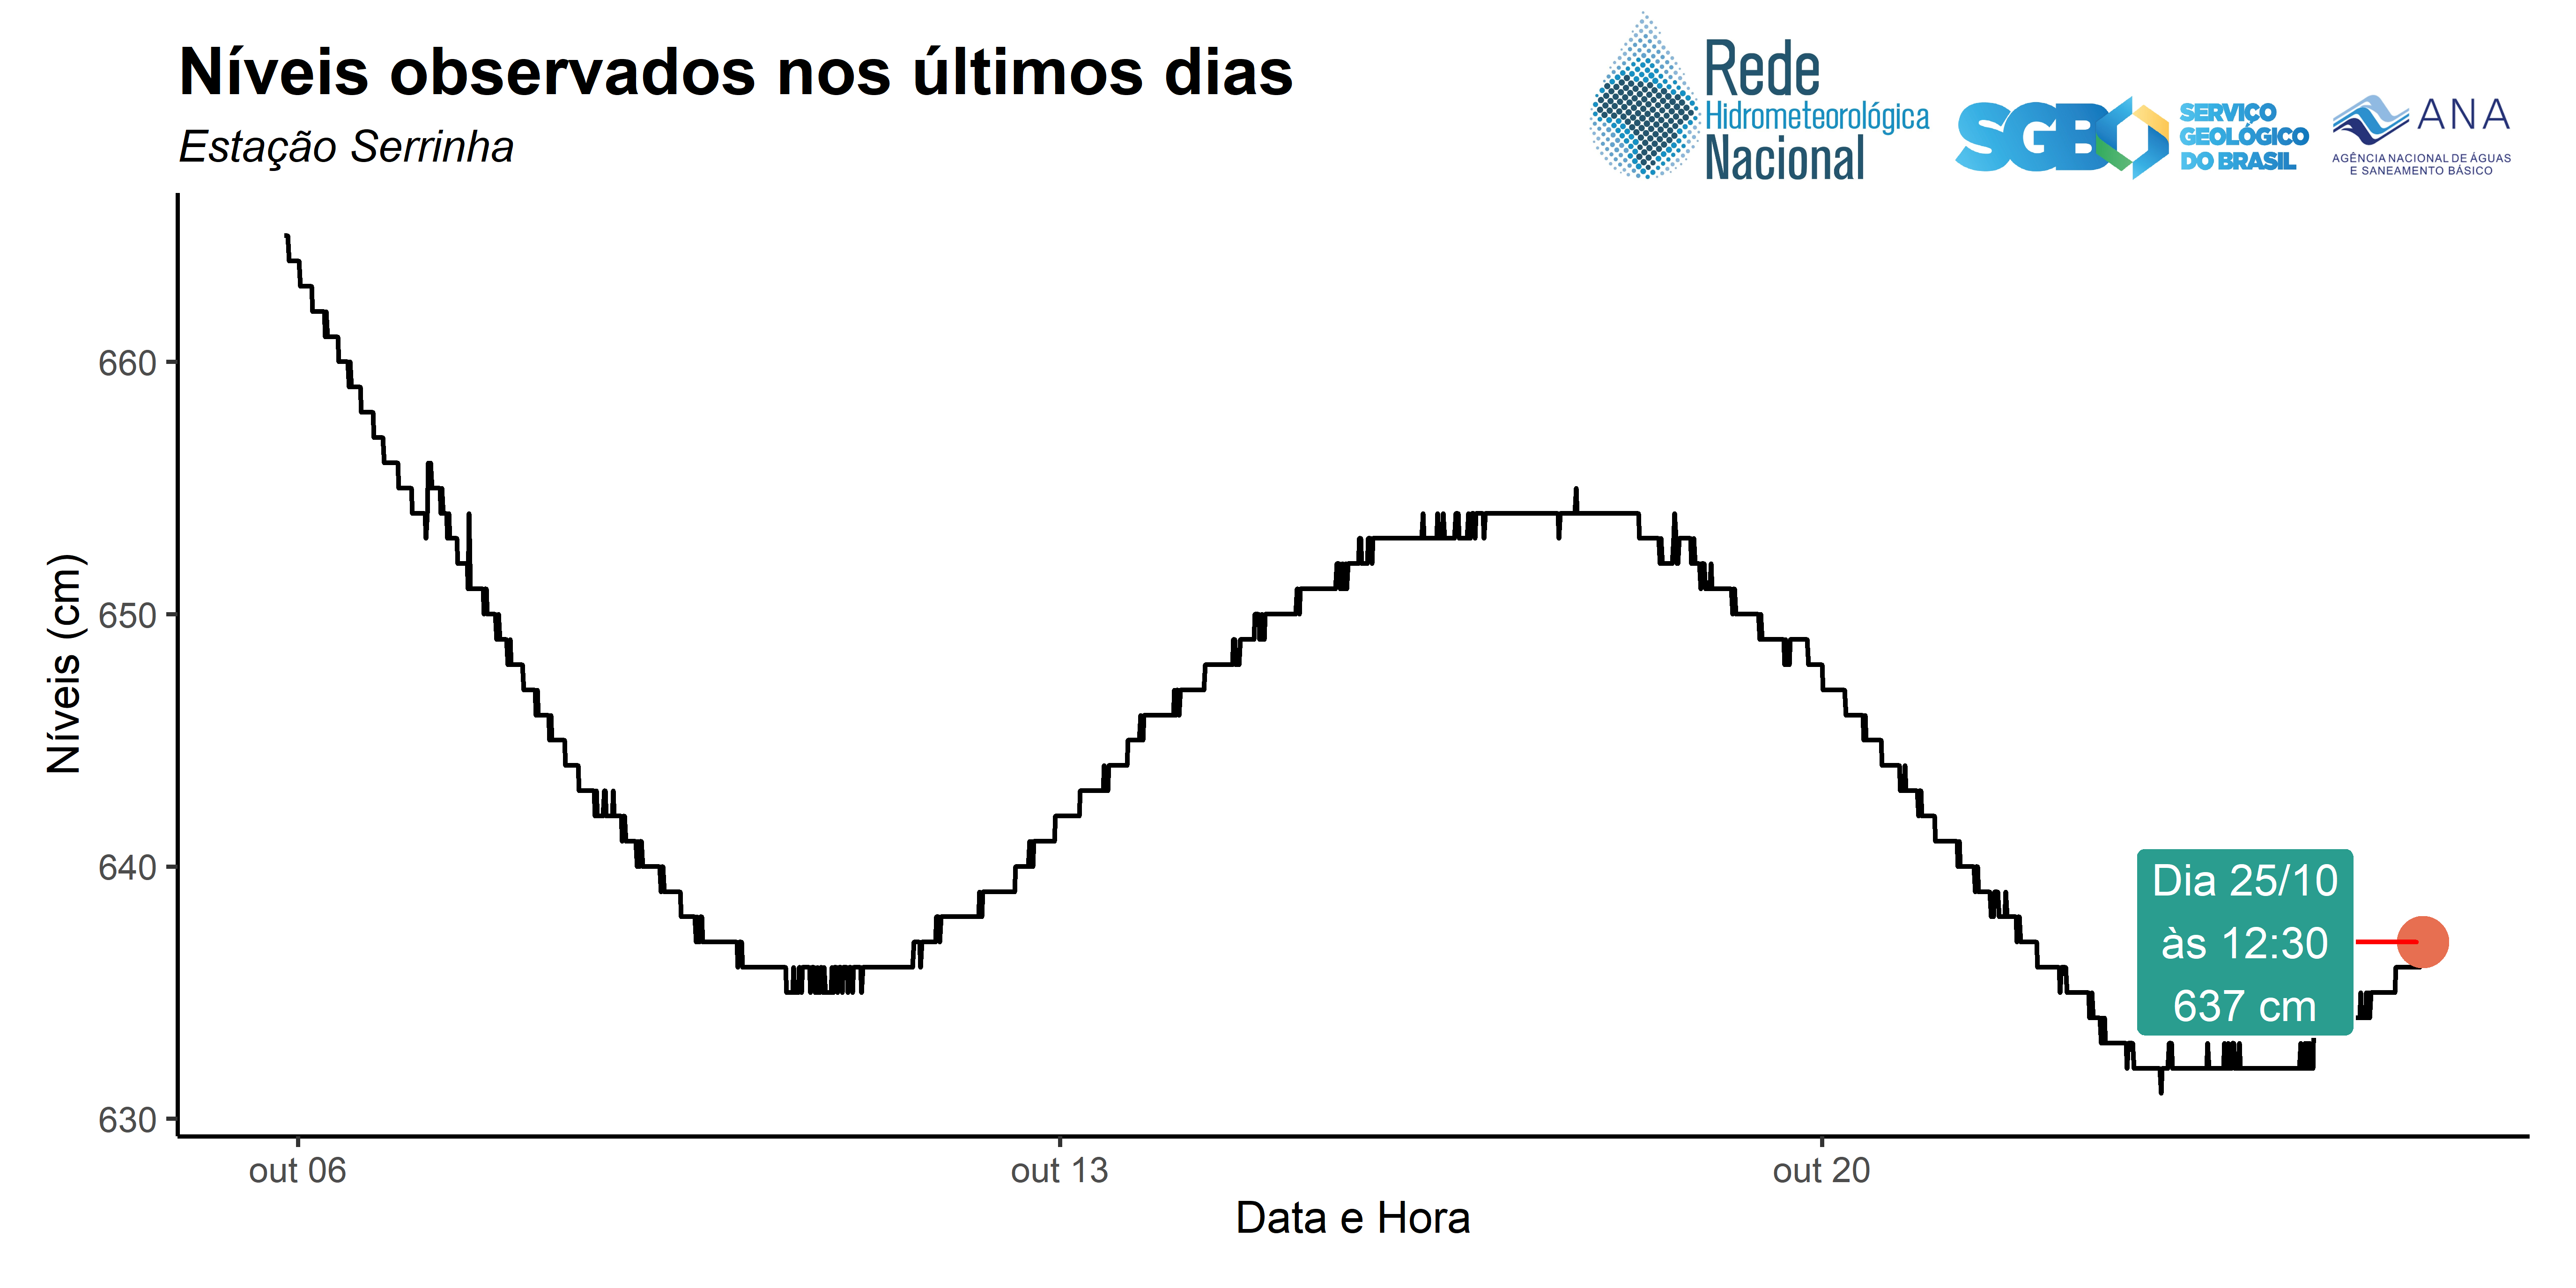 Níveis observados nos últimos dias
Estação Serrinha
Rede
Hidrometeorológica
Nacional
SGB
SERVIÇO
GEOLÓGICO
DO BRASIL
ANA
AGÊNCIA NACIONAL DE ÁGUAS
E SANEAMENTO BÁSICO
Níveis (cm)
660
650
640
630
Dia 25/10
às 12:30
637 cm
out 06
out 13
out 20
Data e Hora